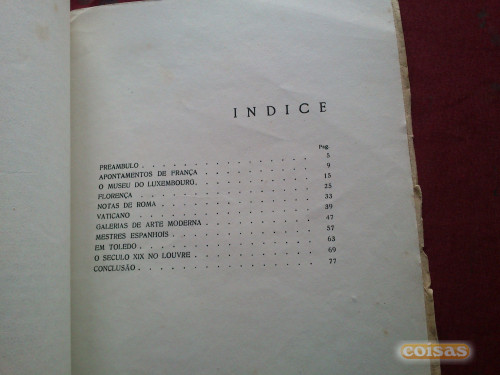 INDICE
Pag.
PREAMBULO . . . . . . . . . . . 5
APONTAMENTOS DE FRANÇA . . . . . . . 9
O MUSEU DO LUXEMBOURG. . . . . . . . 15
FLORENÇA . . . . . . . . . . . 25
NOTAS DE ROMA . . . . . . . . . . 33
VATICANO . . . . . . . . . . . 39
GALERIAS DE ARTE MODERNA . . . . . . . 47
MESTRES ESPANHOIS . . . . . . . . . 57
EM TOLEDO . . . . . . . . . . . 63
O SECULO XIX NO LOUVRE . . . . . . . . 69
CONCLUSÃO . . . . . . . . . . . 77
coisas